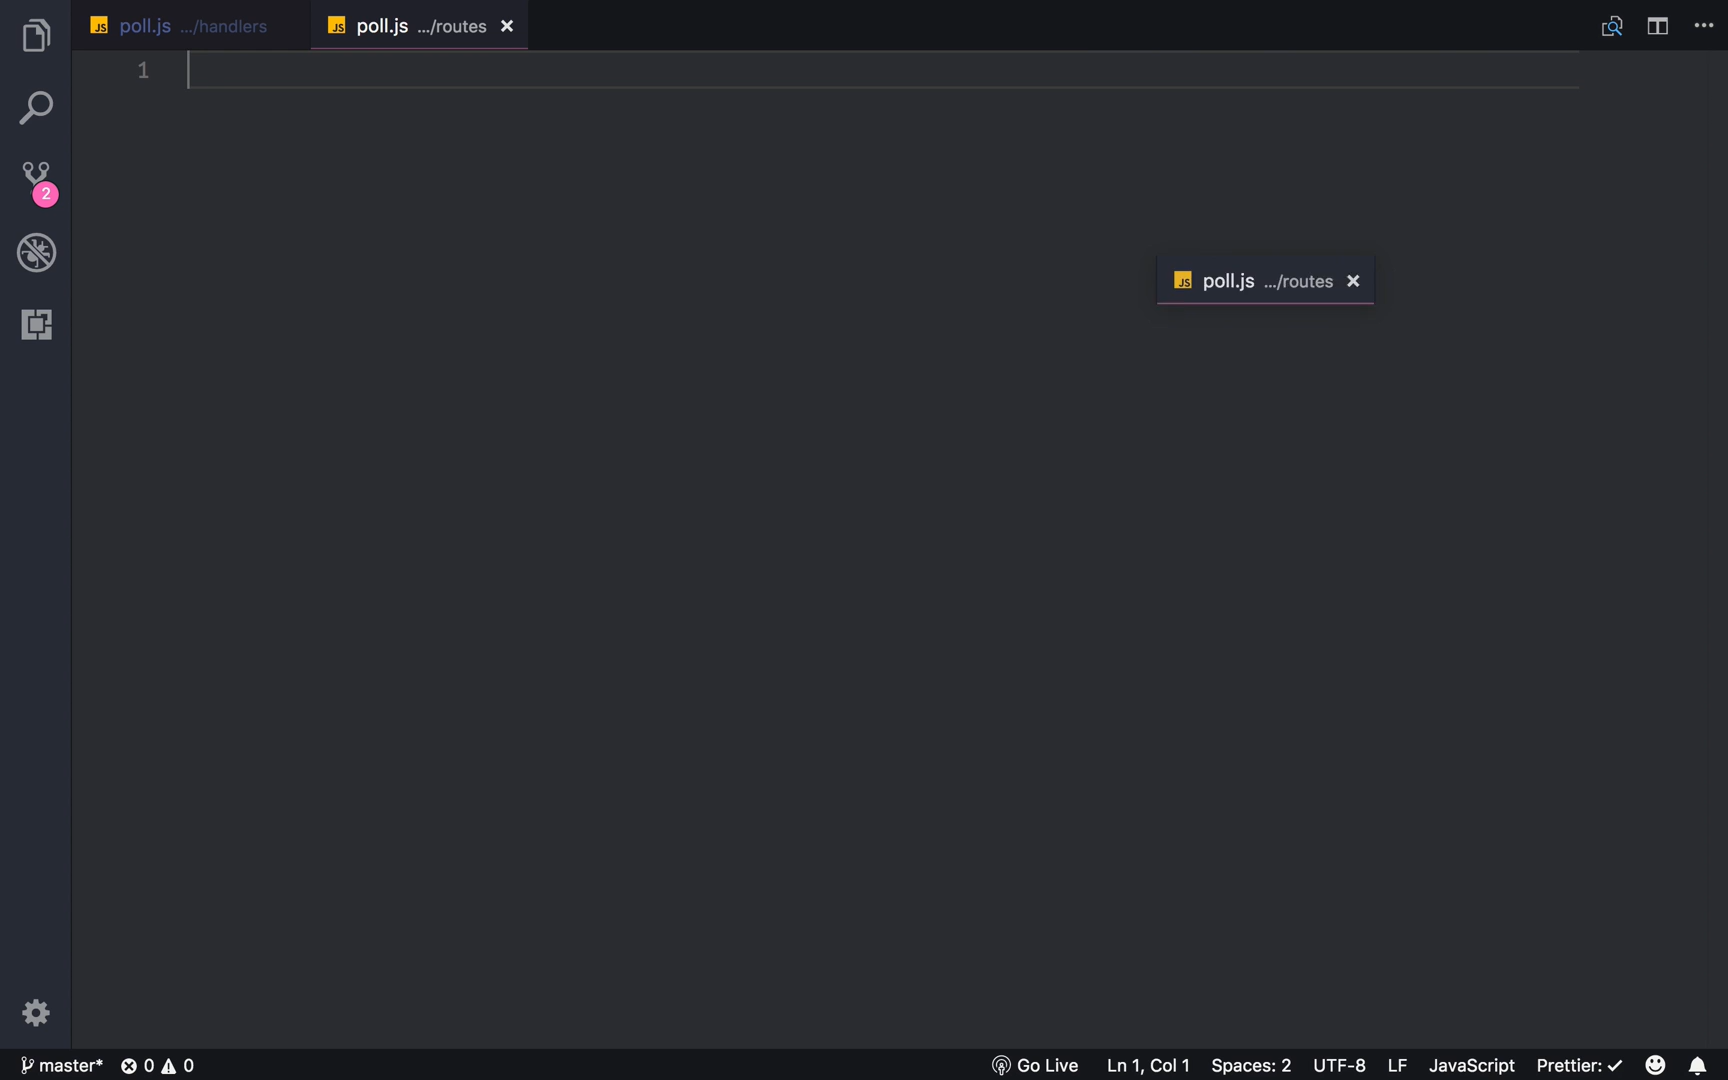 JS poll.js .../handlers JS poll.js .../routes
1
2
JS poll.js .../routes
master* 0 0 Go Live Ln 1, Col 1 Spaces: 2 UTF-8 LF JavaScript Prettier: ✓